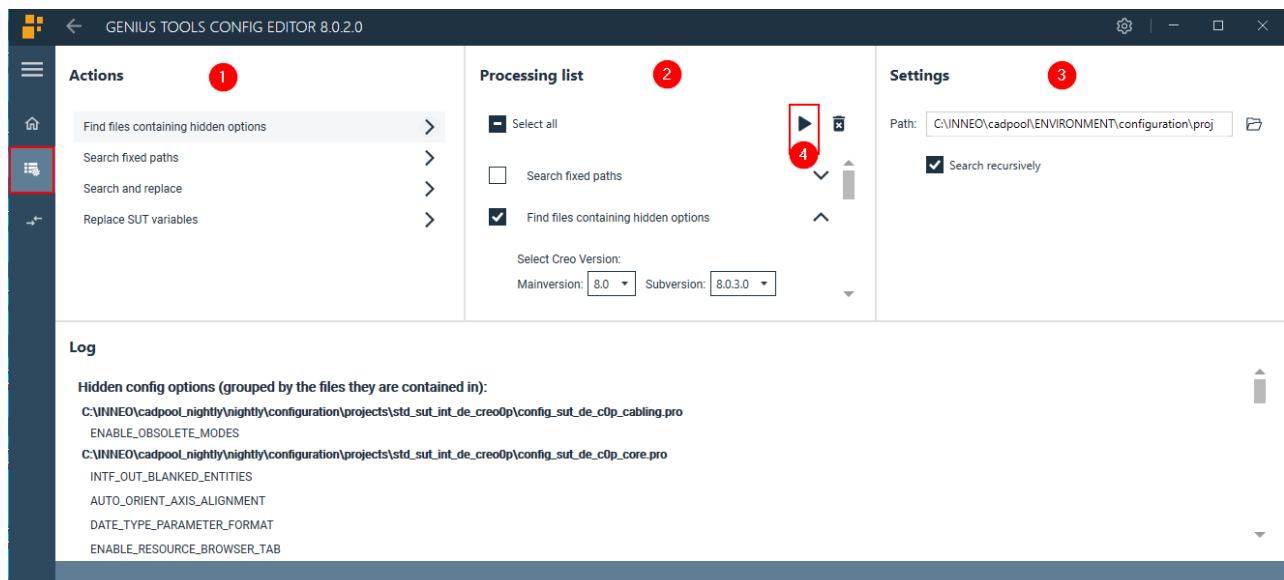 GENIUS TOOLS CONFIG EDITOR 8.0.2.0
Actions
1
Find files containing hidden options
Search fixed paths
Search and replace
Replace SUT variables
Processing list
2
Select all
4
Search fixed paths
Find files containing hidden options
Select Creo Version:
Mainversion: 8.0 Subversion: 8.0.3.0
Settings
3
Path: C:\INNEO\cadpool\ENVIRONMENT\configuration\proj
Search recursively
Log
Hidden config options (grouped by the files they are contained in):
C:\INNEO\cadpool_nightly\nightly\configuration\projects\std_sut_int_de_creo0p\config_sut_de_c0p_cabling.pro
ENABLE_OBSOLETE_MODES
C:\INNEO\cadpool_nightly\nightly\configuration\projects\std_sut_int_de_creo0p\config_sut_de_c0p_core.pro
INTF_OUT_BLANKED_ENTITIES
AUTO_ORIENT_AXIS_ALIGNMENT
DATE_TYPE_PARAMETER_FORMAT
ENABLE_RESOURCE_BROWSER_TAB